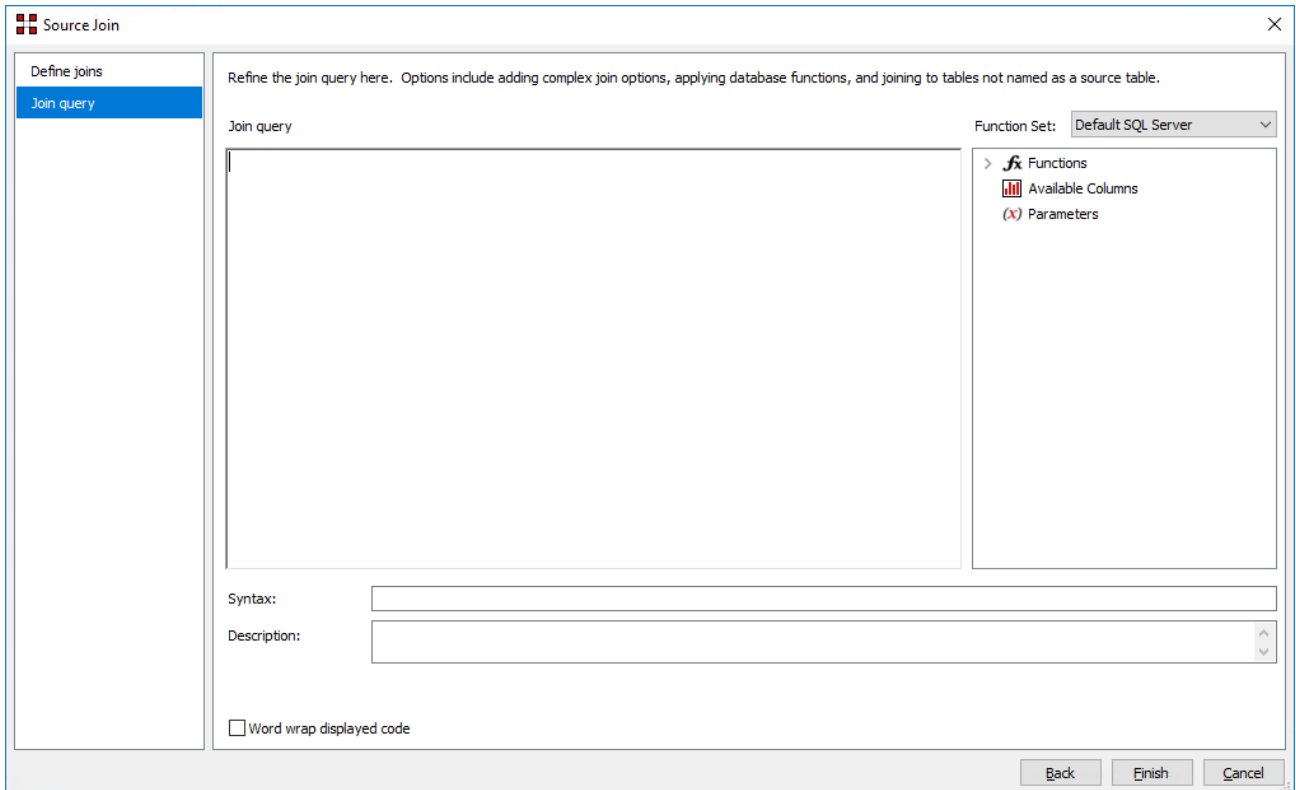 Source Join
Define joins
Join query
Refine the join query here.  Options include adding complex join options, applying database functions, and joining to tables not named as a source table.
Join query
Function Set:
Default SQL Server
fx Functions
Available Columns
(x) Parameters
Syntax:
Description:
Word wrap displayed code
Back
Finish
Cancel